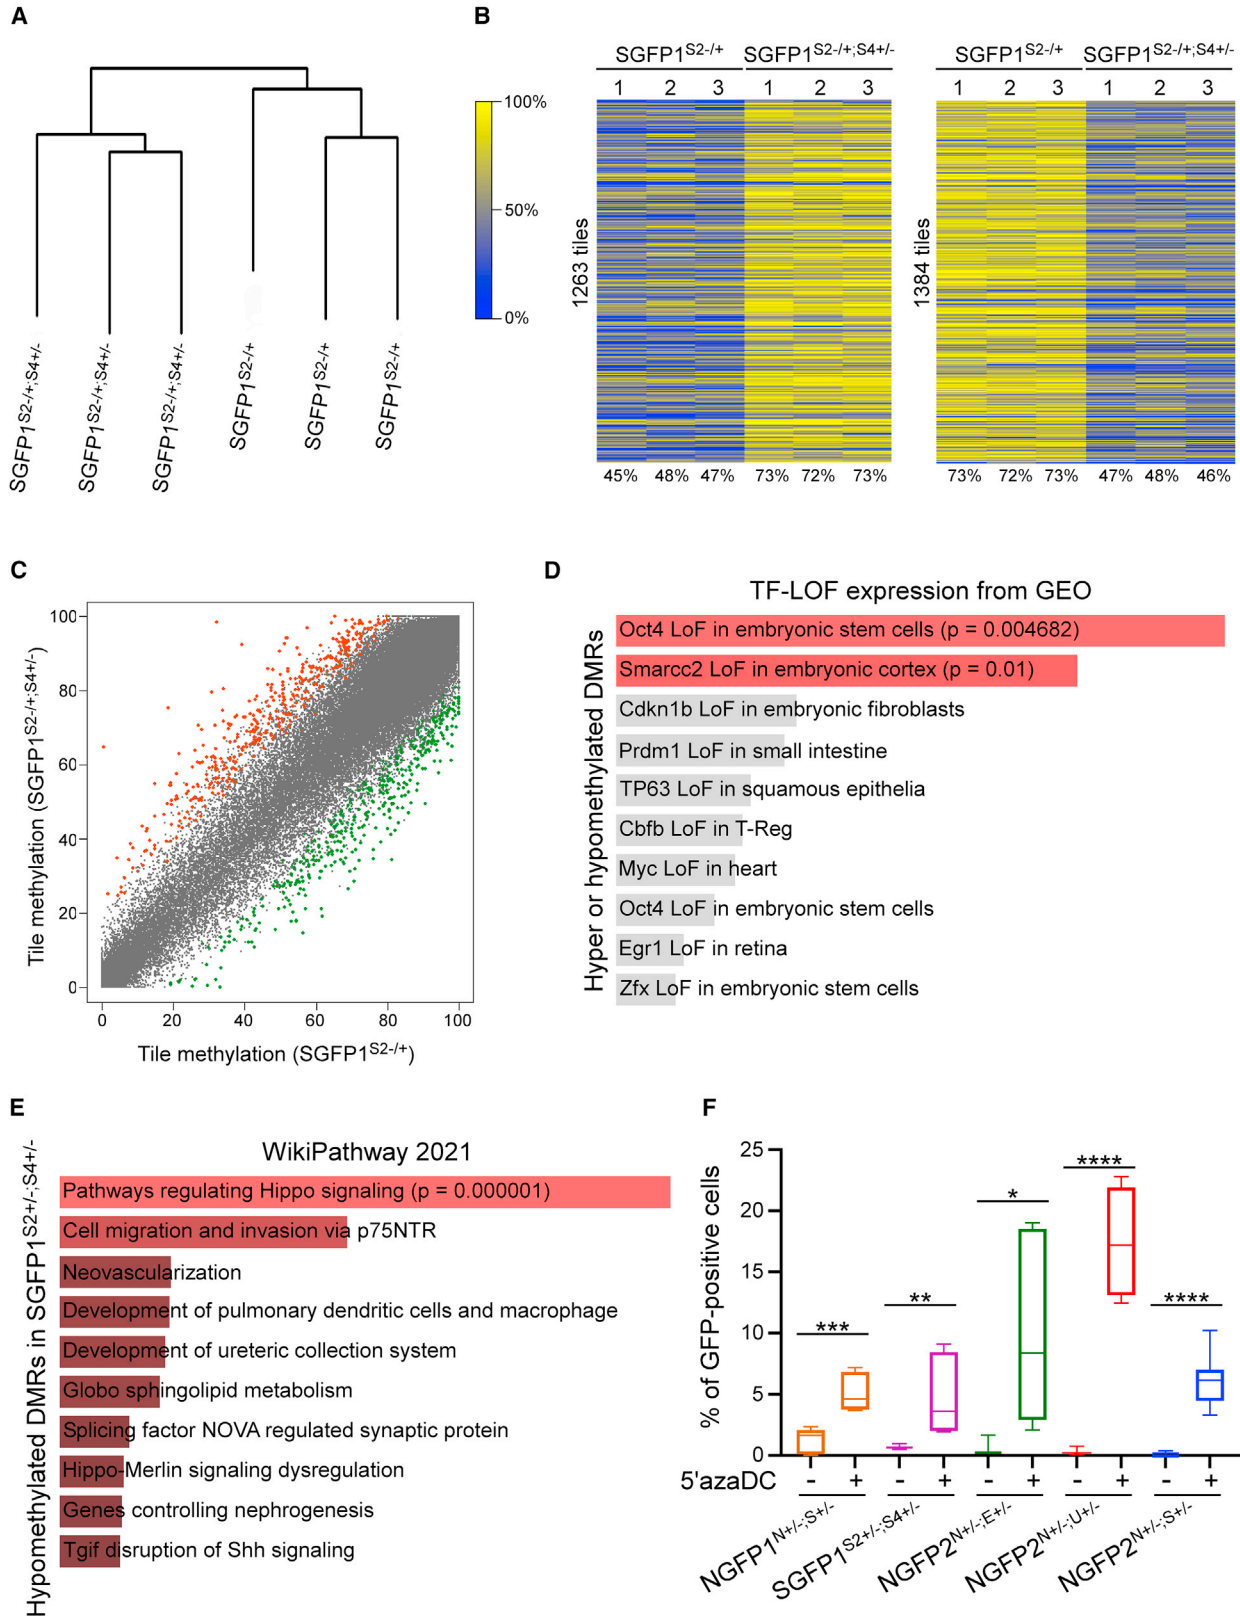 A
SGFP1S2-/+;S4+/-
SGFP1S2-/+;S4+/-
SGFP1S2-/+;S4+/-
SGFP1S2-/+
SGFP1S2-/+
SGFP1S2-/+
B
100%
50%
0%
SGFP1S2-/+ SGFP1S2-/+;S4+/-
1 2 3 1 2 3
1263 tiles
45% 48% 47% 73% 72% 73%
SGFP1S2-/+ SGFP1S2-/+;S4+/-
1 2 3 1 2 3
1384 tiles
73% 72% 73% 47% 48% 46%
C
Tile methylation (SGFP1S2-/+;S4+/-)
100
80
60
40
20
0
0 20 40 60 80 100
Tile methylation (SGFP1S2-/+)
D
TF-LOF expression from GEO
Hyper or hypomethylated DMRs
Oct4 LoF in embryonic stem cells (p = 0.004682)
Smarcc2 LoF in embryonic cortex (p = 0.01)
Cdkn1b LoF in embryonic fibroblasts
Prdm1 LoF in small intestine
TP63 LoF in squamous epithelia
Cbfb LoF in T-Reg
Myc LoF in heart
Oct4 LoF in embryonic stem cells
Egr1 LoF in retina
Zfx LoF in embryonic stem cells
E
WikiPathway 2021
Hypomethylated DMRs in SGFP1S2+/-;S4+/-
Pathways regulating Hippo signaling (p = 0.000001)
Cell migration and invasion via p75NTR
Neovascularization
Development of pulmonary dendritic cells and macrophage
Development of ureteric collection system
Globo sphingolipid metabolism
Splicing factor NOVA regulated synaptic protein
Hippo-Merlin signaling dysregulation
Genes controlling nephrogenesis
Tgif disruption of Shh signaling
F
% of GFP-positive cells
25
20
15
10
5
0
*** ** * **** ****
5'azaDC - + - + - + - + - +
NGFP1N+/-;S+/-
SGFP1S2+/-;S4+/-
NGFP2N+/-;E+/-
NGFP2N+/-;U+/-
NGFP2N+/-;S+/-